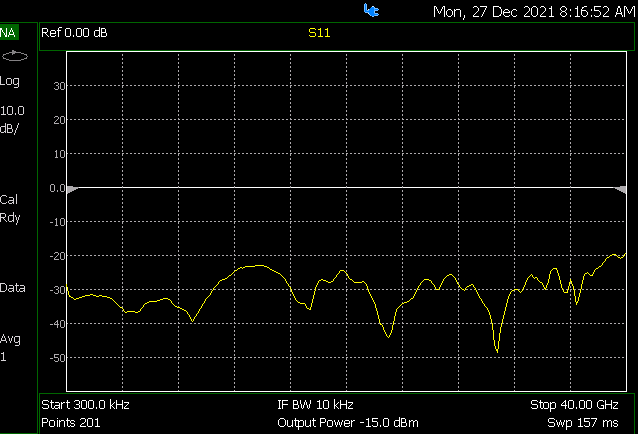 Mon, 27 Dec 2021 8:16:52 AM
NA
Ref 0.00 dB
S11
Log
10.0
dB/
Cal
Rdy
Data
Avg
1
30
20
10
0.0
-10
-20
-30
-40
-50
Start 300.0 kHz
IF BW 10 kHz
Stop 40.00 GHz
Points 201
Output Power -15.0 dBm
Swp 157 ms